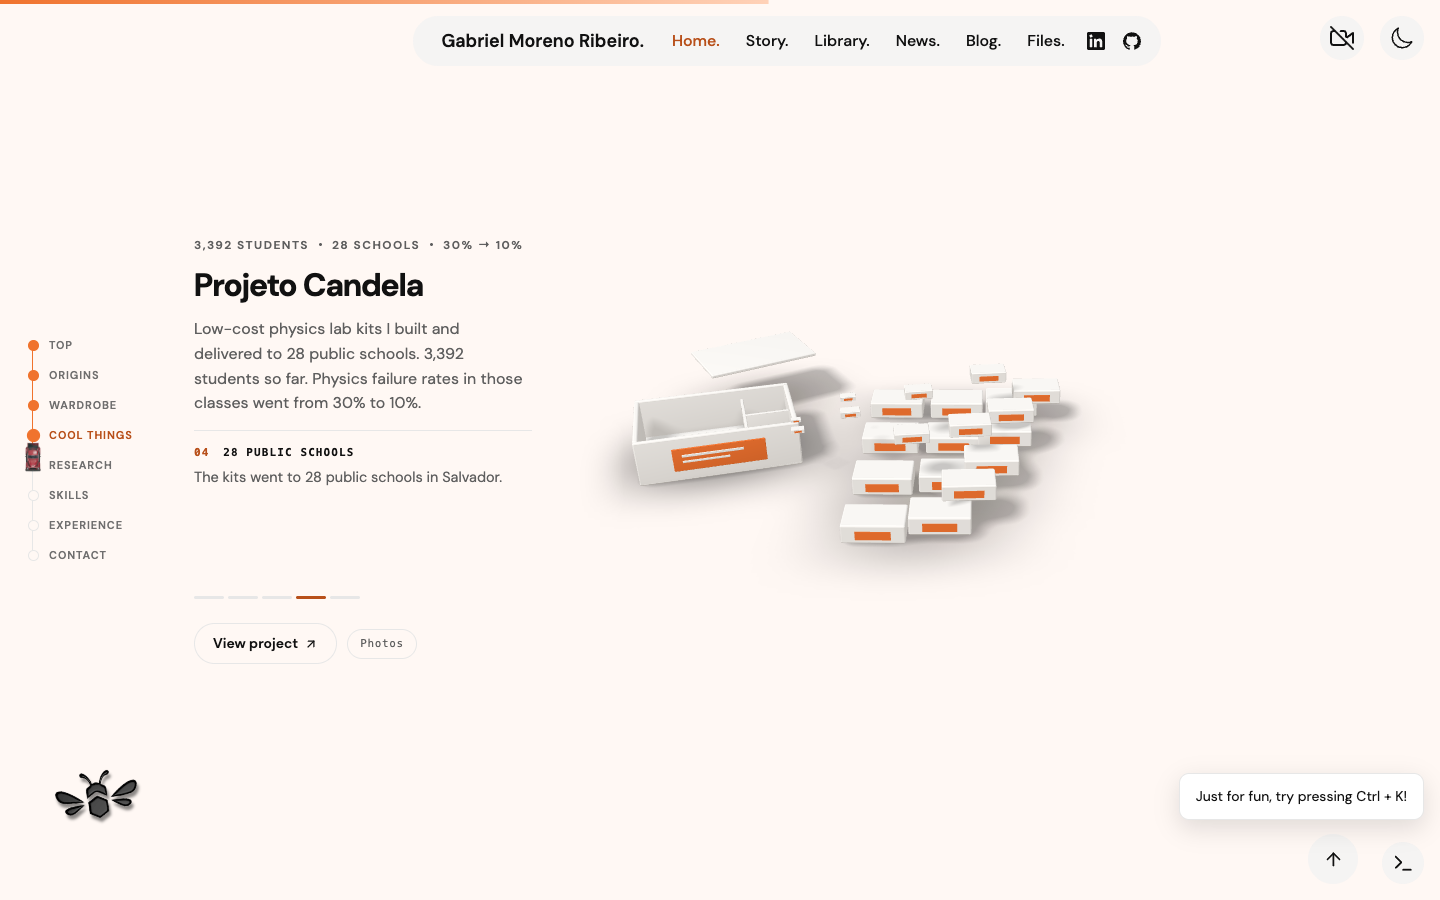 Gabriel Moreno Ribeiro.
Home.
Story.
Library.
News.
Blog.
Files.
3,392 STUDENTS • 28 SCHOOLS • 30% → 10%
Projeto Candela
Low-cost physics lab kits I built and
delivered to 28 public schools. 3,392
students so far. Physics failure rates in those
classes went from 30% to 10%.
04 28 PUBLIC SCHOOLS
The kits went to 28 public schools in Salvador.
View project ↗
Photos
TOP
ORIGINS
WARDROBE
COOL THINGS
RESEARCH
SKILLS
EXPERIENCE
CONTACT
Just for fun, try pressing Ctrl + K!